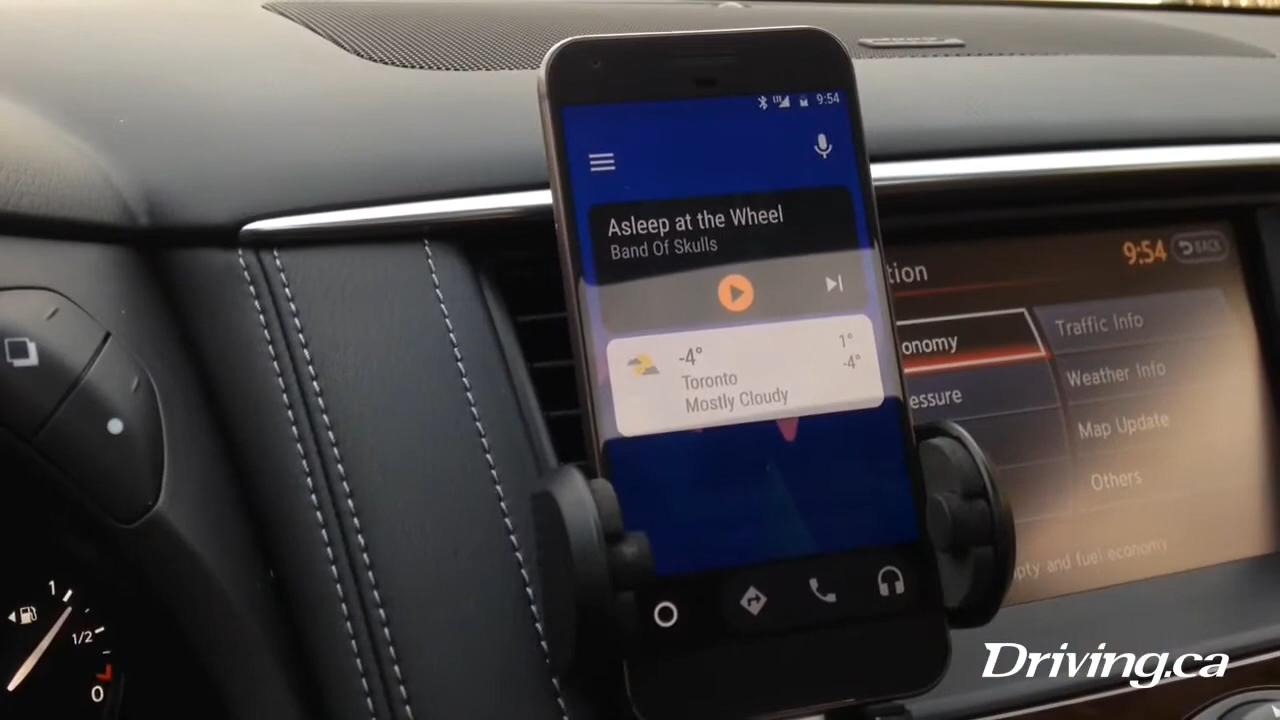 LTE 9:54
Asleep at the Wheel
Band Of Skulls
-4°
1°
-4°
Toronto
Mostly Cloudy
9:54 BACK
tion
onomy
Traffic Info
essure
Weather Info
Map Update
Others
pty and fuel economy
1
1/2
0
Driving.ca